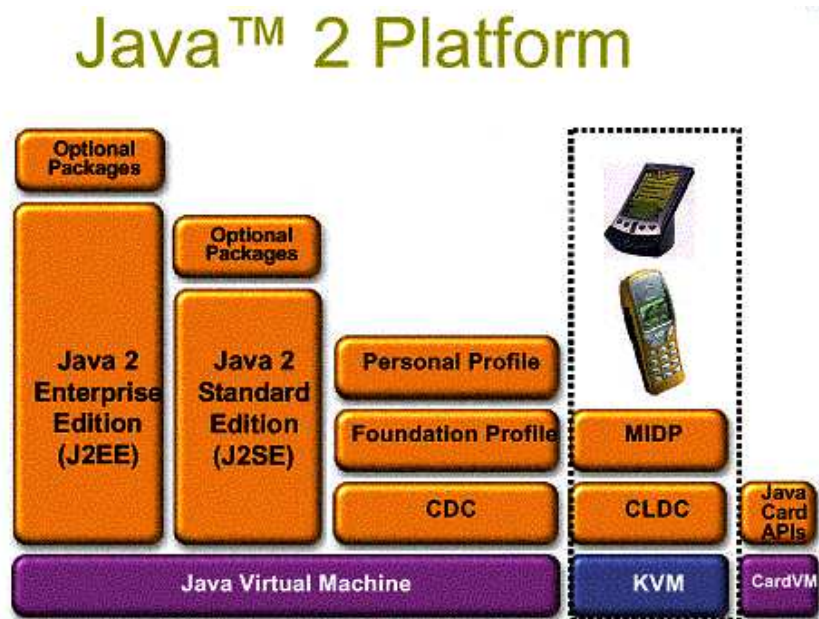 Java™ 2 Platform
Optional
Packages
Java 2
Enterprise
Edition
(J2EE)
Optional
Packages
Java 2
Standard
Edition
(J2SE)
Personal Profile
Foundation Profile
CDC
MIDP
CLDC
Java
Card
APIs
Java Virtual Machine
KVM
CardVM